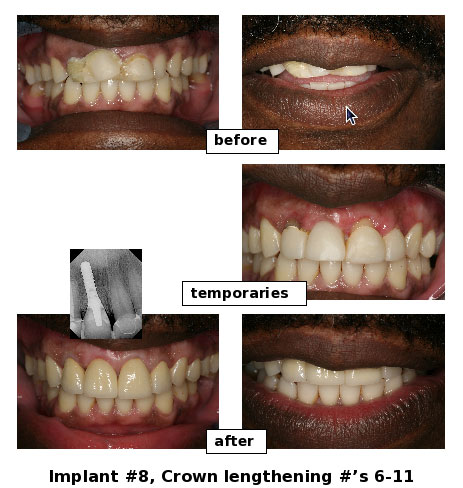 before
temporaries
after
Implant #8, Crown lengthening #’s 6-11